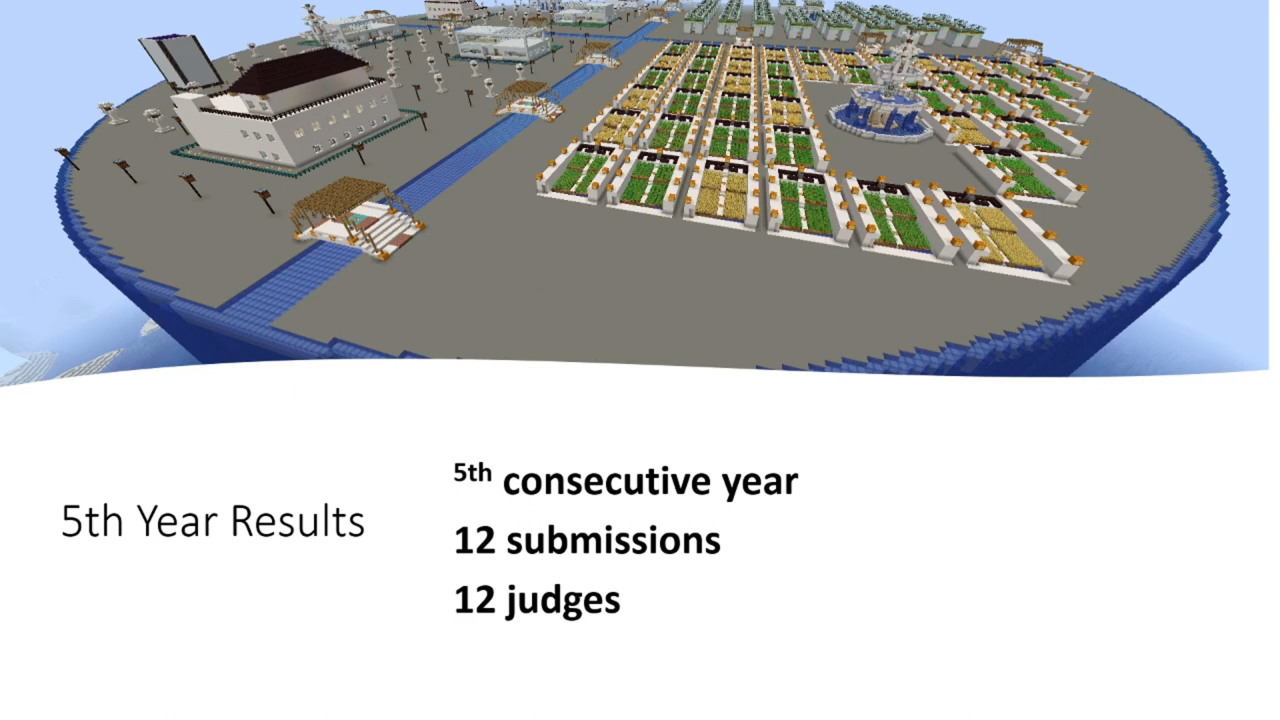 5th Year Results
5th consecutive year
12 submissions
12 judges